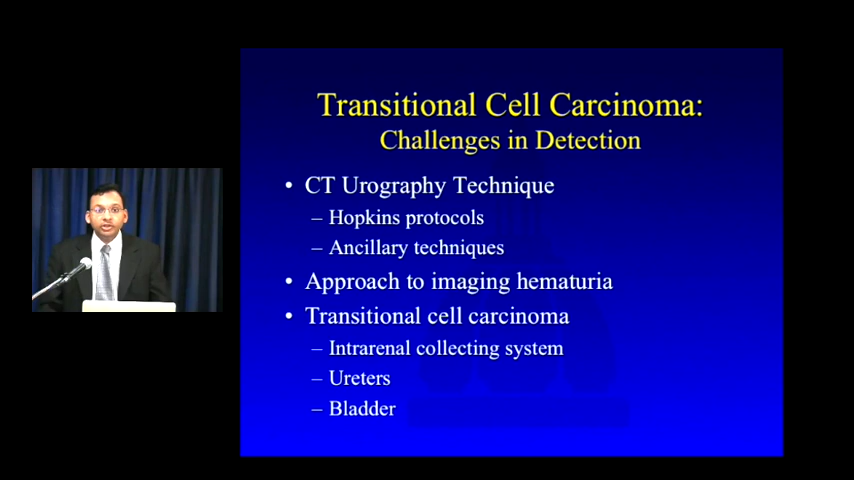 Transitional Cell Carcinoma:
Challenges in Detection
• CT Urography Technique
– Hopkins protocols
– Ancillary techniques
• Approach to imaging hematuria
• Transitional cell carcinoma
– Intrarenal collecting system
– Ureters
– Bladder